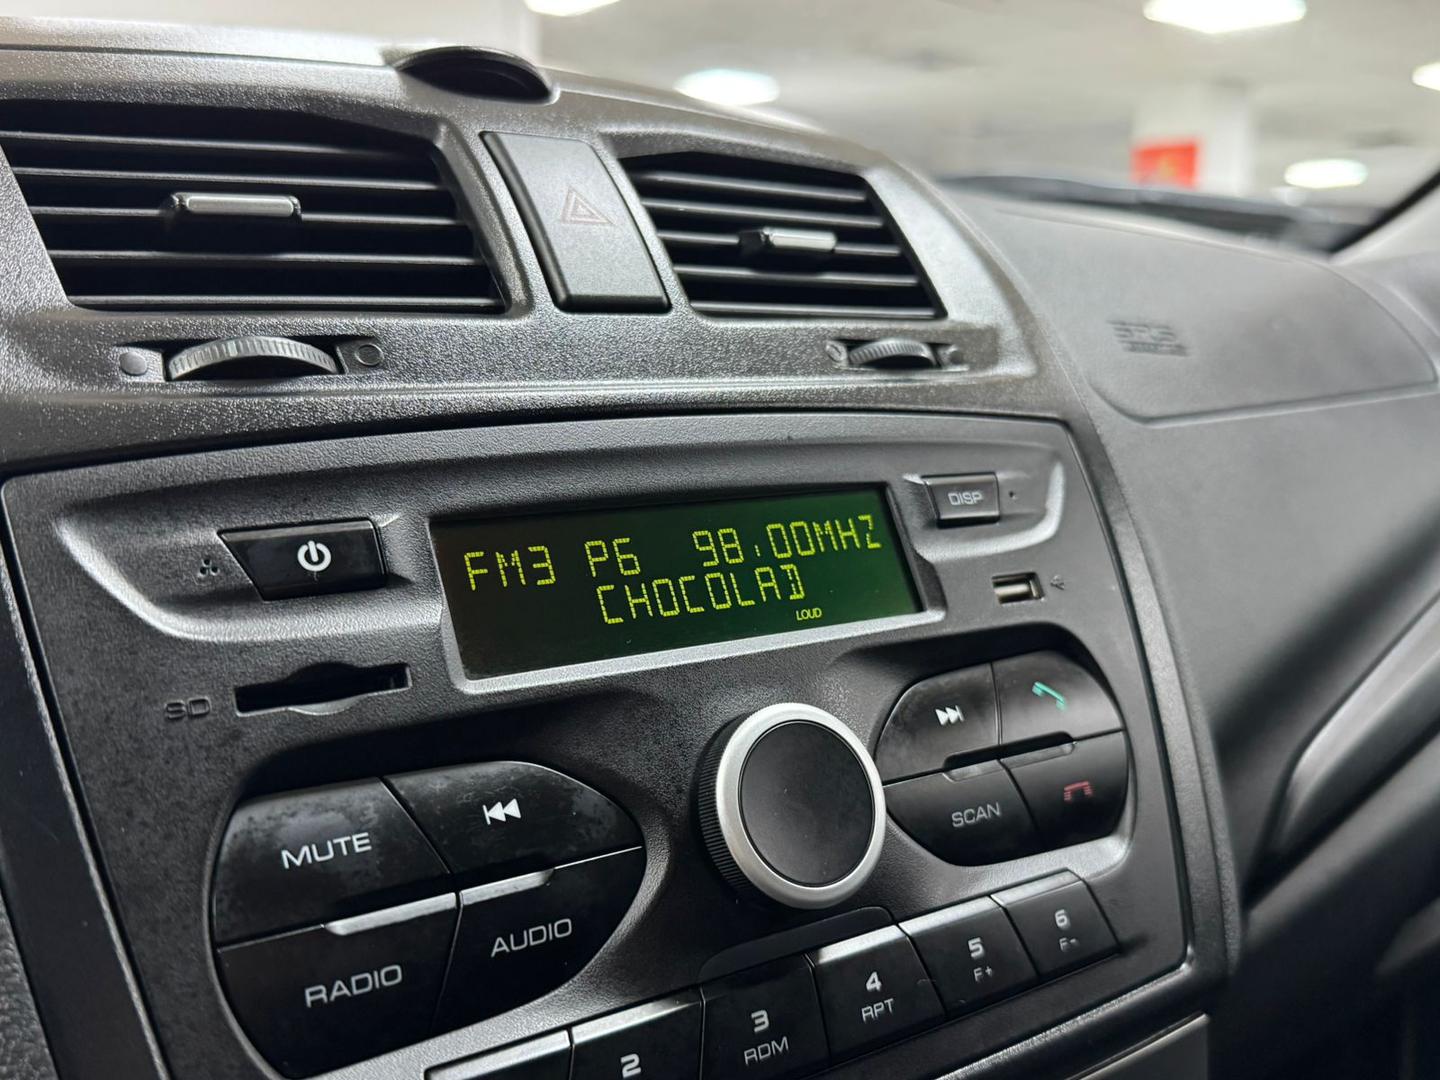 DISP
FM3 P6 98.00MHZ
CHOCOLAD
LOUD
SD
MUTE
RADIO
AUDIO
SCAN
2
3
RDM
4
RPT
5
F+
6
F-